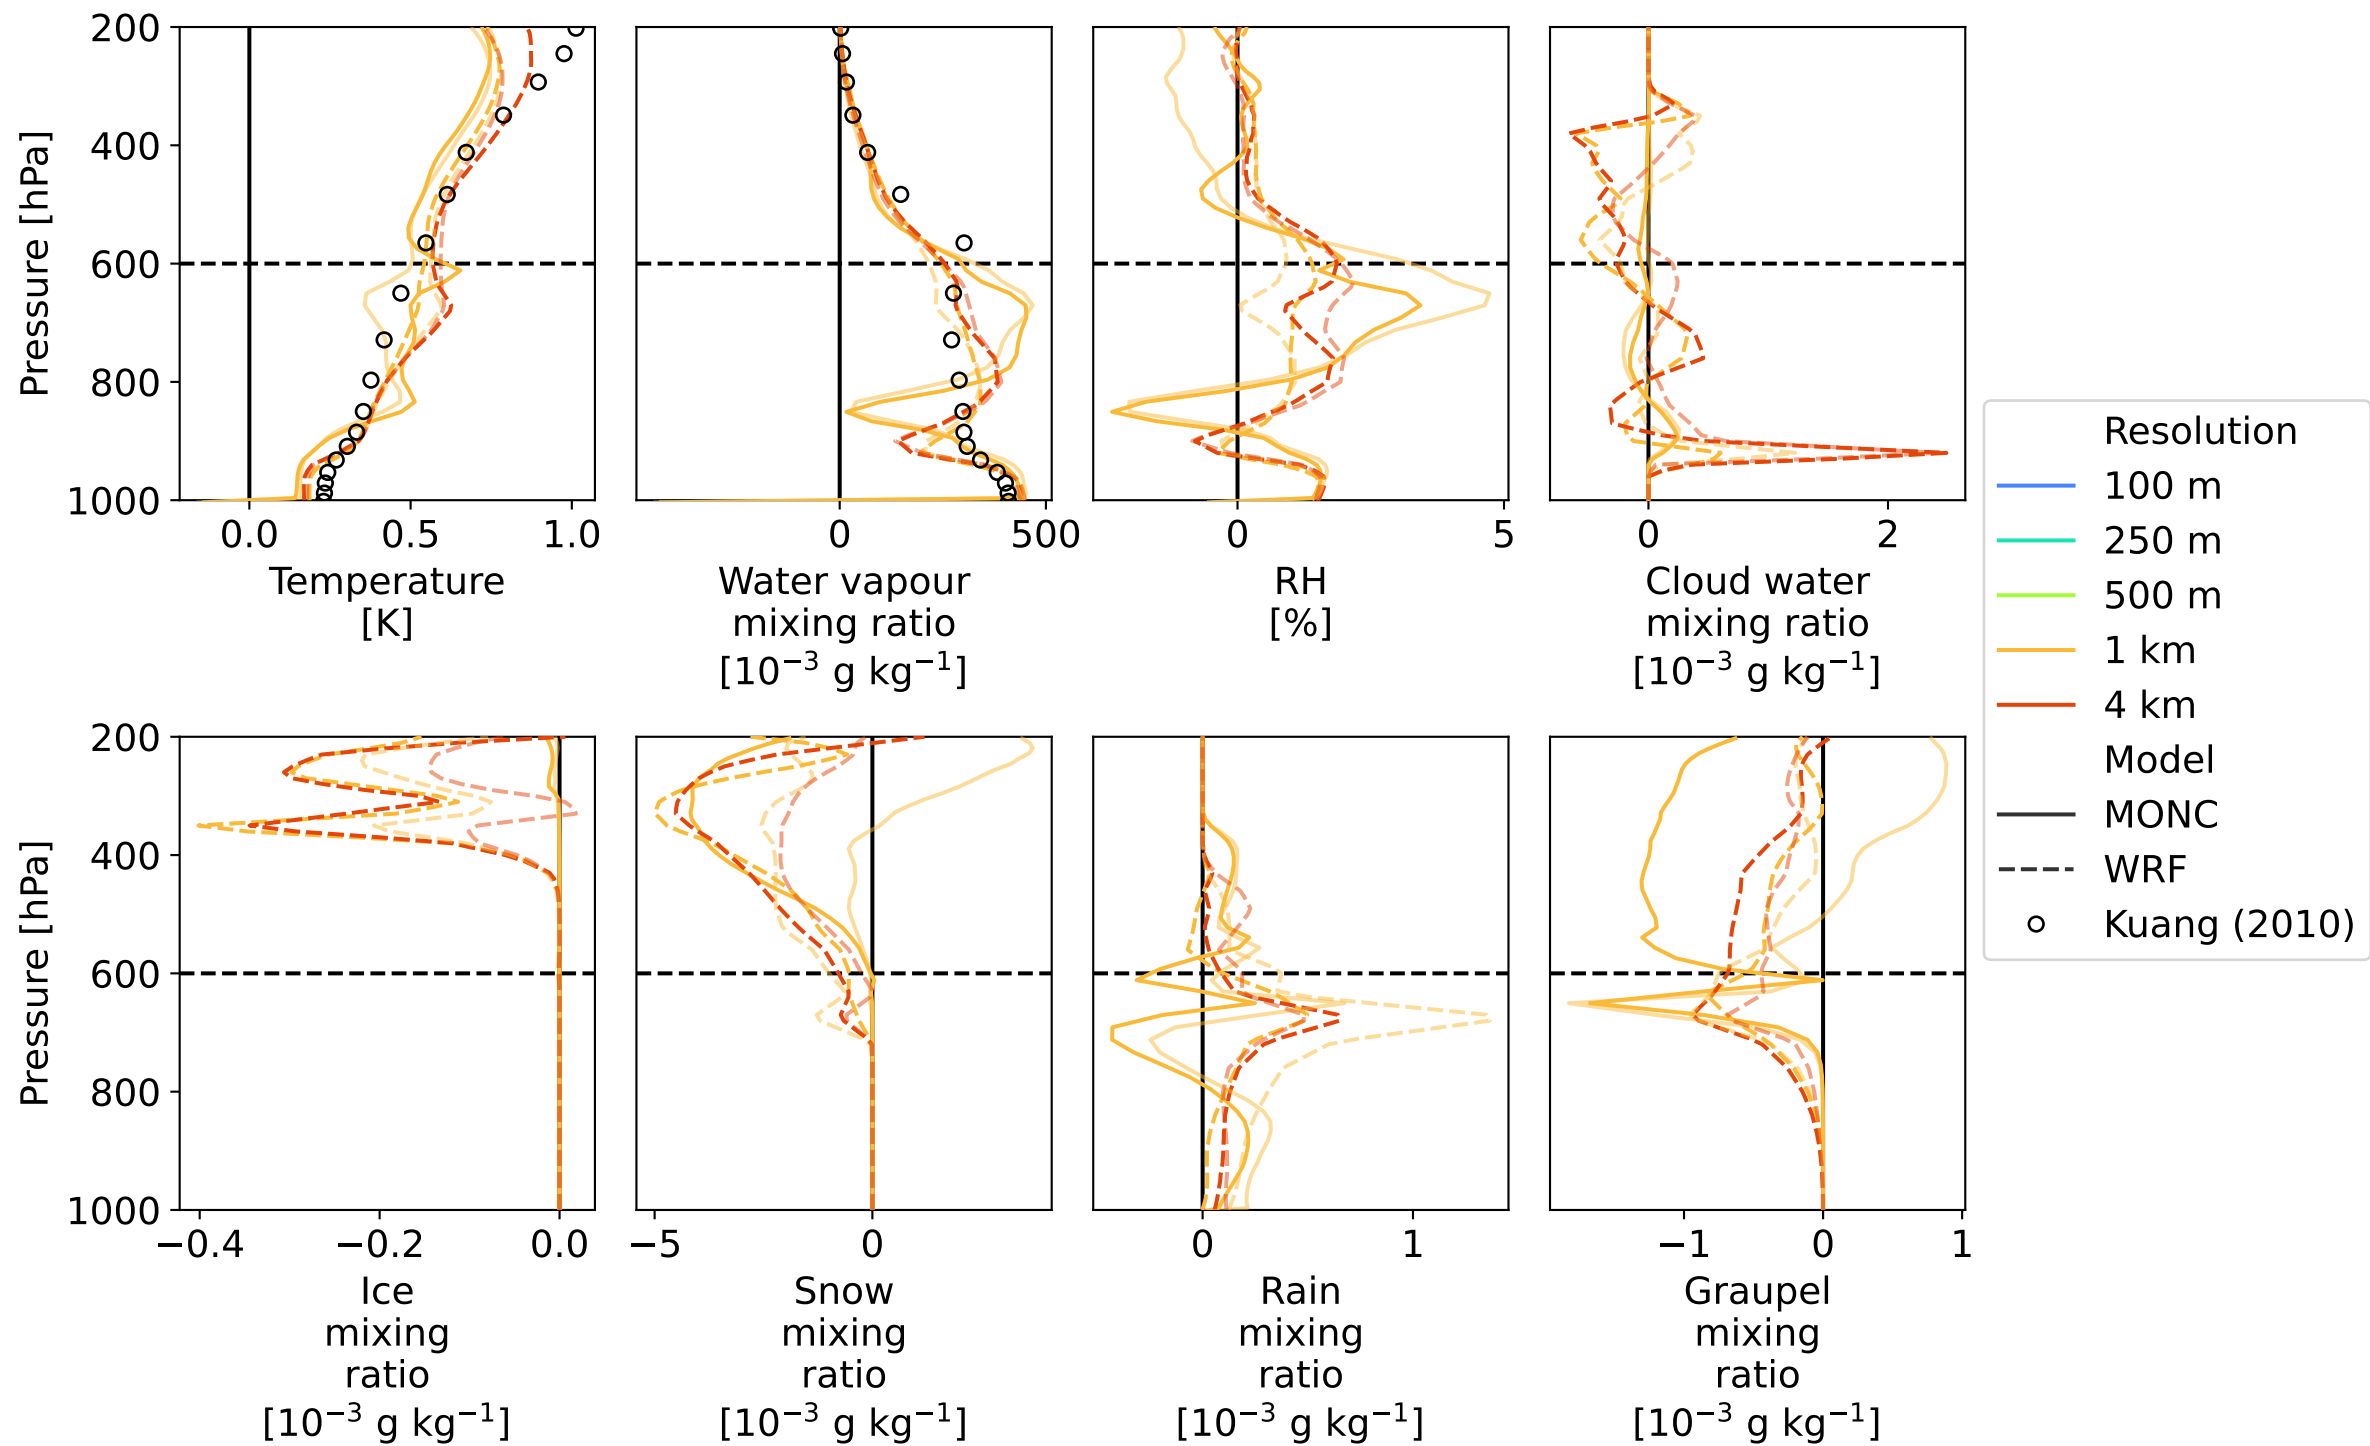 200
400
600
800
1000
Pressure [hPa]
0.0 0.5 1.0
Temperature
[K]
0 500
Water vapour
mixing ratio
[10⁻³ g kg⁻¹]
0 5
RH
[%]
0 2
Cloud water
mixing ratio
[10⁻³ g kg⁻¹]
Resolution
100 m
250 m
500 m
1 km
4 km
Model
MONC
WRF
Kuang (2010)
200
400
600
800
1000
Pressure [hPa]
−0.4 −0.2 0.0
Ice
mixing
ratio
[10⁻³ g kg⁻¹]
−5 0
Snow
mixing
ratio
[10⁻³ g kg⁻¹]
0 1
Rain
mixing
ratio
[10⁻³ g kg⁻¹]
−1 0 1
Graupel
mixing
ratio
[10⁻³ g kg⁻¹]